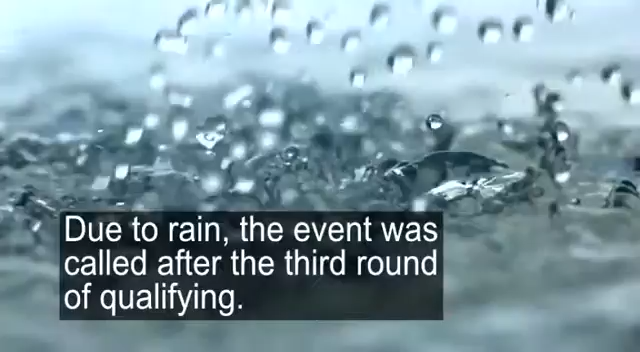 Due to rain, the event was
called after the third round
of qualifying.